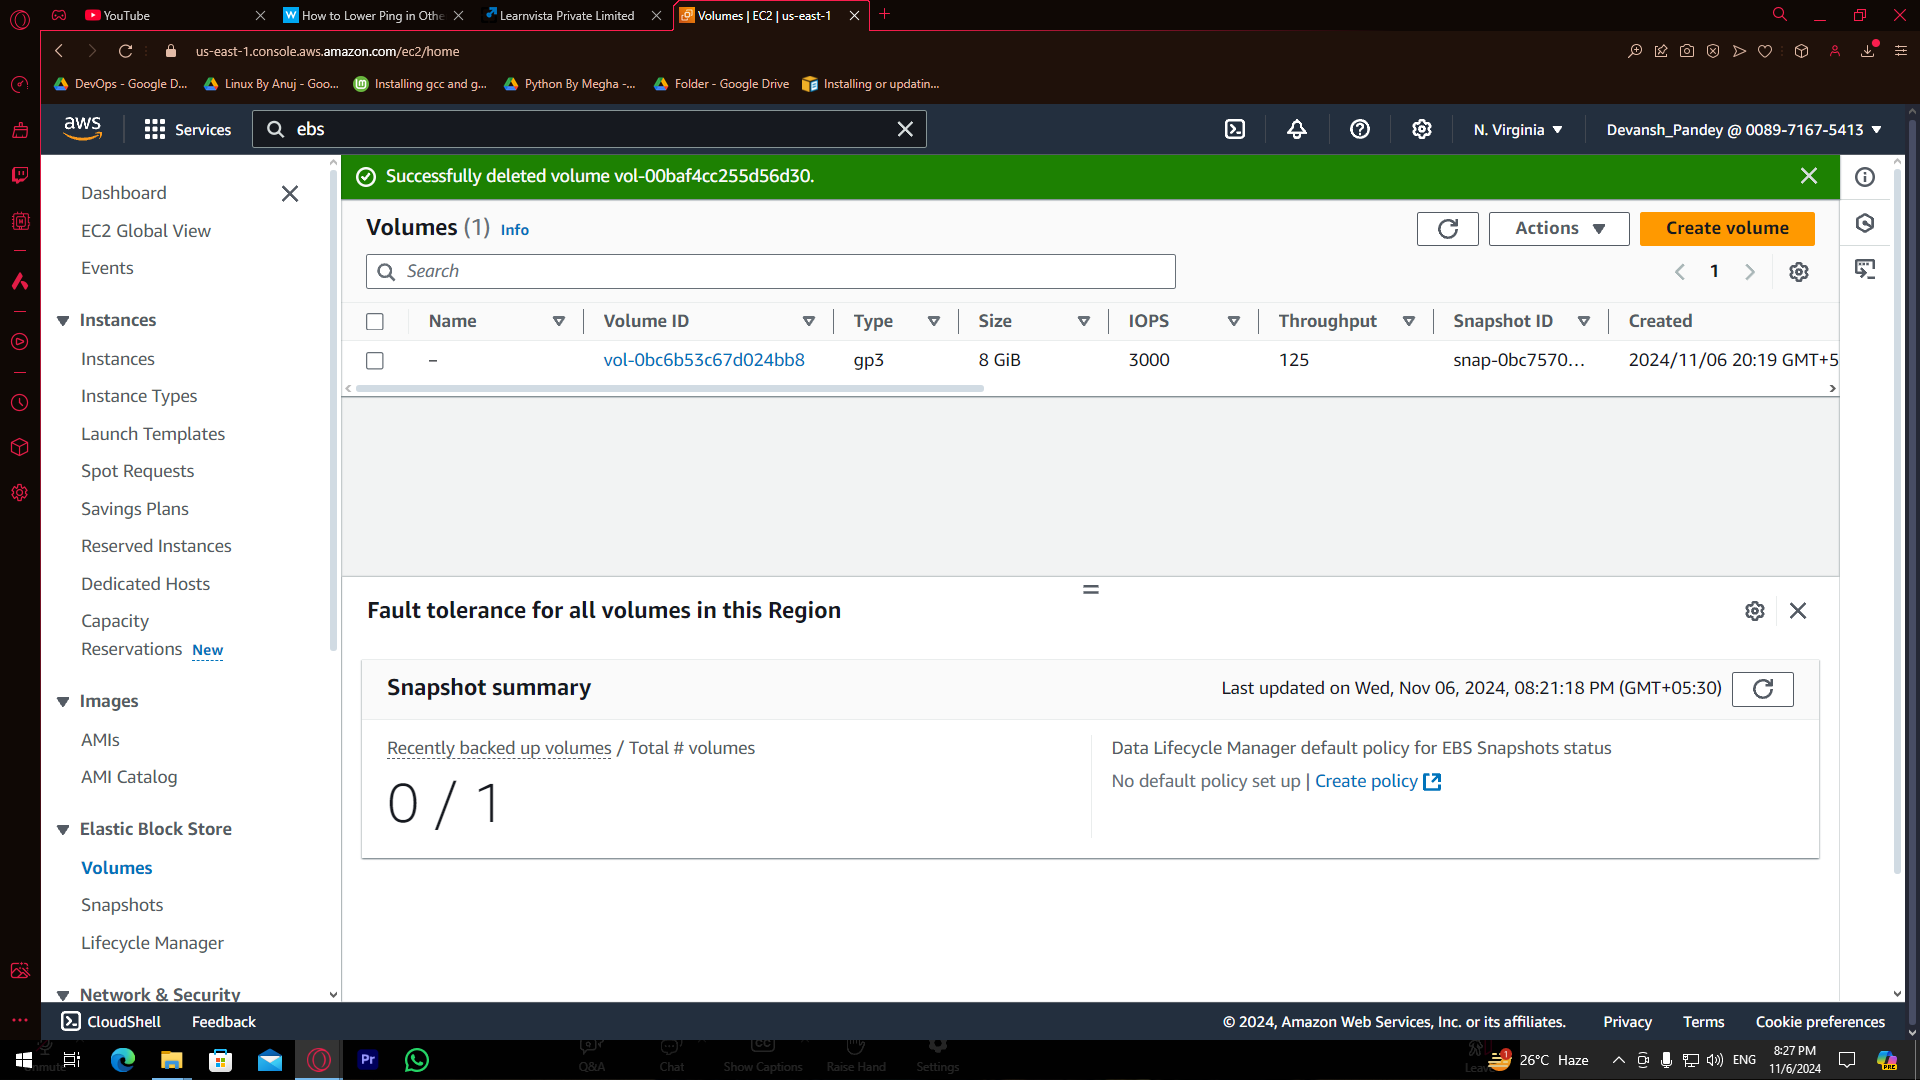 YouTube
How to Lower Ping in Othe
Learnvista Private Limited
Volumes | EC2 | us-east-1
us-east-1.console.aws.amazon.com/ec2/home
DevOps - Google D...
Linux By Anuj - Goo...
Installing gcc and g...
Python By Megha -...
Folder - Google Drive
Installing or updatin...
aws
Services
ebs
N. Virginia
Devansh_Pandey @ 0089-7167-5413
Dashboard
EC2 Global View
Events
Instances
Instances
Instance Types
Launch Templates
Spot Requests
Savings Plans
Reserved Instances
Dedicated Hosts
Capacity
Reservations New
Images
AMIs
AMI Catalog
Elastic Block Store
Volumes
Snapshots
Lifecycle Manager
Network & Security
Successfully deleted volume vol-00baf4cc255d56d30.
Volumes (1) Info
Actions
Create volume
Search
1
Name Volume ID Type Size IOPS Throughput Snapshot ID Created
– vol-0bc6b53c67d024bb8 gp3 8 GiB 3000 125 snap-0bc7570... 2024/11/06 20:19 GMT+5
Fault tolerance for all volumes in this Region
Snapshot summary
Last updated on Wed, Nov 06, 2024, 08:21:18 PM (GMT+05:30)
Recently backed up volumes / Total # volumes
0 / 1
Data Lifecycle Manager default policy for EBS Snapshots status
No default policy set up | Create policy
CloudShell
Feedback
© 2024, Amazon Web Services, Inc. or its affiliates.
Privacy
Terms
Cookie preferences
Q&A
Chat
Show Captions
Raise Hand
Settings
Pr
1
26°C Haze
ENG
8:27 PM
11/6/2024
PRE